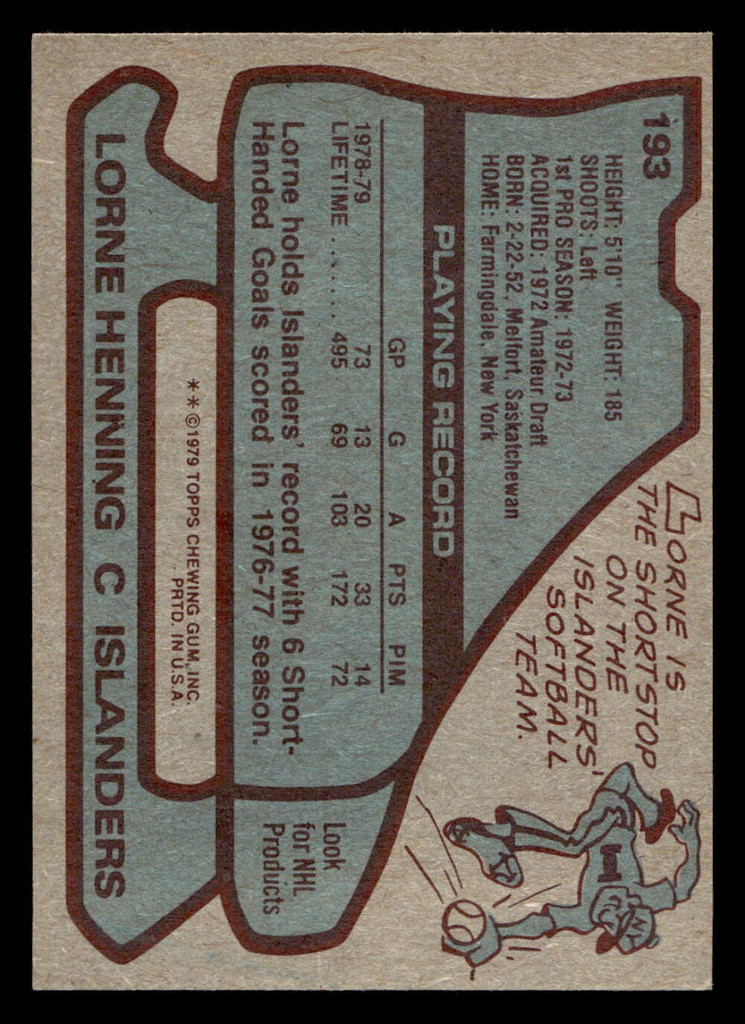 193
HEIGHT: 5'10" WEIGHT: 185
SHOOTS: Left
1st PRO SEASON: 1972-73
ACQUIRED: 1972 Amateur Draft
BORN: 2-22-52, Melfort, Saskatchewan
HOME: Farmingdale, New York
LORNE IS
THE SHORTSTOP
ON THE
ISLANDERS'
SOFTBALL
TEAM.
NY
PLAYING RECORD
GP G A PTS PIM
1978-79 73 13 20 33 14
LIFETIME ........ 495 69 103 172 72
Lorne holds Islanders' record with 6 Short-
Handed Goals scored in 1976-77 season.
Look
for NHL
Products
**©1979 TOPPS CHEWING GUM, INC.
PRTD. IN U.S.A.
LORNE HENNING C ISLANDERS